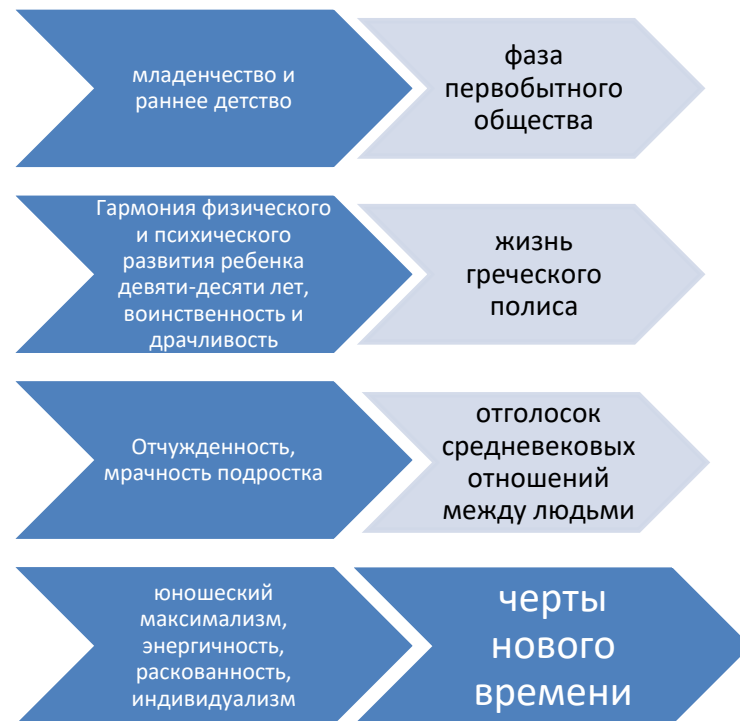 младенчество и
раннее детство
фаза
первобытного
общества
Гармония физического
и психического
развития ребенка
девяти-десяти лет,
воинственность и
драчливость
жизнь
греческого
полиса
Отчужденность,
мрачность подростка
отголосок
средневековых
отношений
между людьми
юношеский
максимализм,
энергичность,
раскованность,
индивидуализм
черты
нового
времени